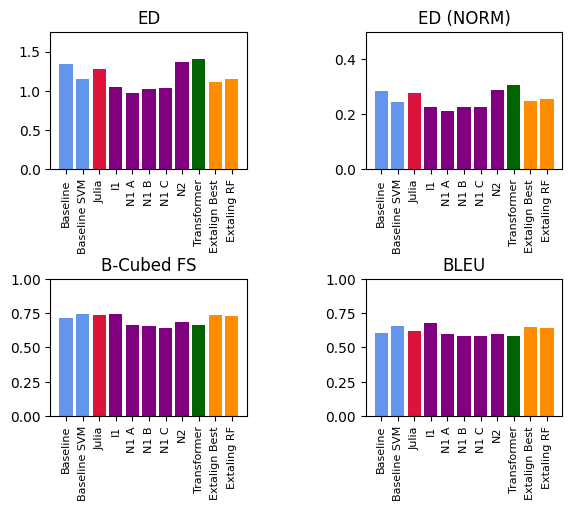 ED
1.5
1.0
0.5
0.0
Baseline
Baseline SVM
Julia
I1
N1 A
N1 B
N1 C
N2
Transformer
Extalign Best
Extaling RF
ED (NORM)
0.4
0.2
0.0
Baseline
Baseline SVM
Julia
I1
N1 A
N1 B
N1 C
N2
Transformer
Extalign Best
Extaling RF
B-Cubed FS
1.00
0.75
0.50
0.25
0.00
Baseline
Baseline SVM
Julia
I1
N1 A
N1 B
N1 C
N2
Transformer
Extalign Best
Extaling RF
BLEU
1.00
0.75
0.50
0.25
0.00
Baseline
Baseline SVM
Julia
I1
N1 A
N1 B
N1 C
N2
Transformer
Extalign Best
Extaling RF